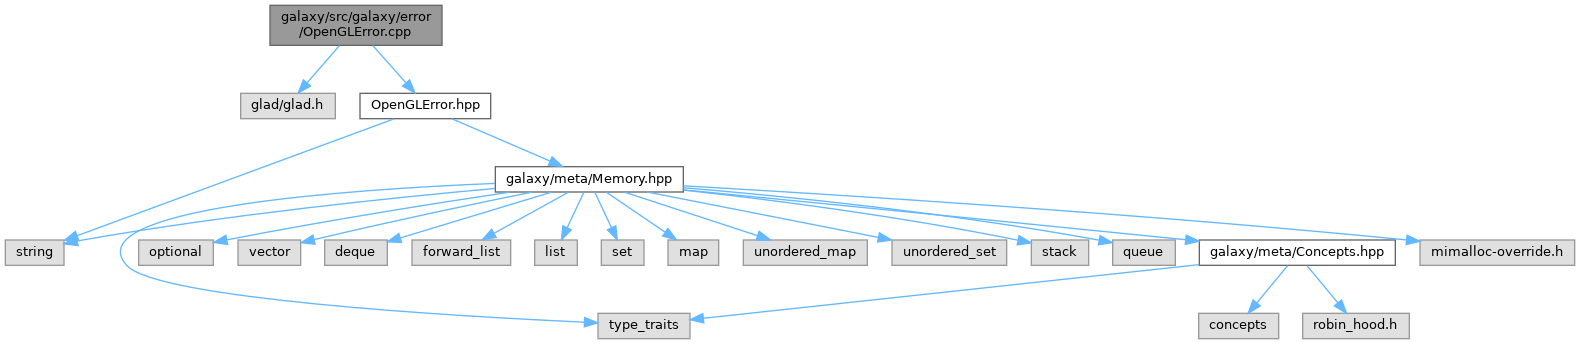 galaxy/src/galaxy/error
/OpenGLError.cpp
glad/glad.h
OpenGLError.hpp
galaxy/meta/Memory.hpp
string
optional
vector
deque
forward_list
list
set
map
unordered_map
unordered_set
stack
queue
galaxy/meta/Concepts.hpp
mimalloc-override.h
type_traits
concepts
robin_hood.h